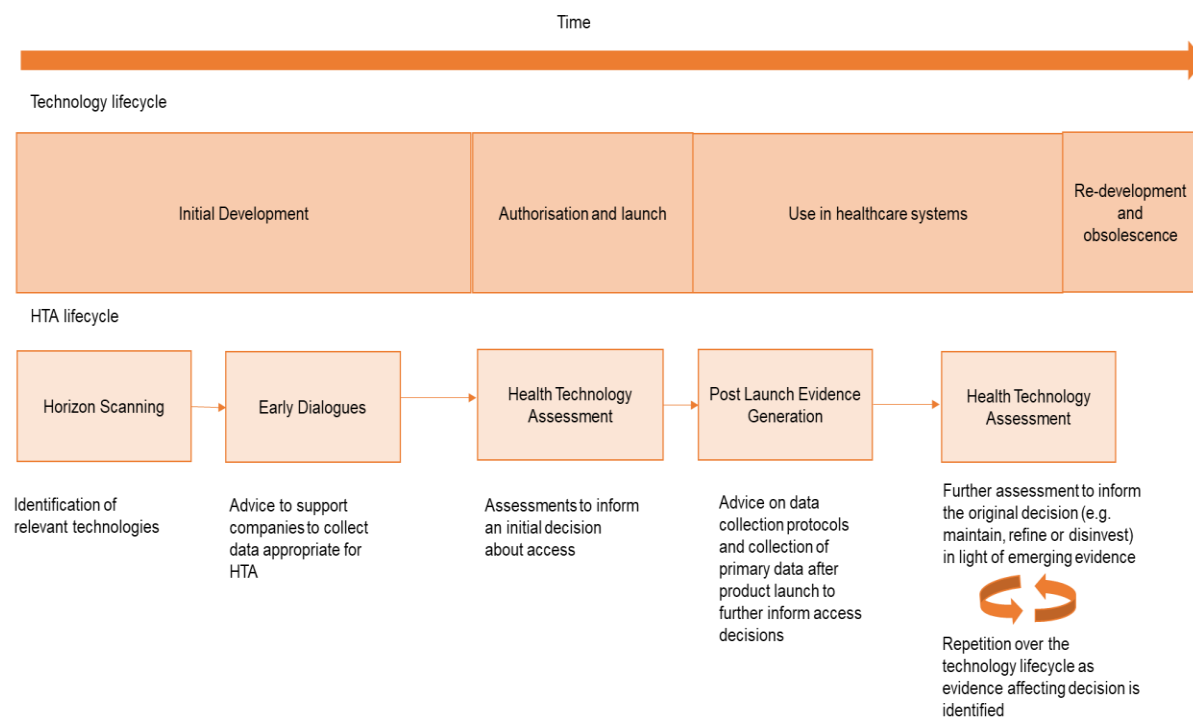 Time
Technology lifecycle
Initial Development
Authorisation and launch
Use in healthcare systems
Re-development
and
obsolescence
HTA lifecycle
Horizon Scanning
Early Dialogues
Health Technology
Assessment
Post Launch Evidence
Generation
Health Technology
Assessment
Identification of
relevant technologies
Advice to support
companies to collect
data appropriate for
HTA
Assessments to inform
an initial decision
about access
Advice on data
collection protocols
and collection of
primary data after
product launch to
further inform access
decisions
Further assessment to inform
the original decision (e.g.
maintain, refine or disinvest)
in light of emerging evidence
Repetition over the
technology lifecycle as
evidence affecting decision is
identified